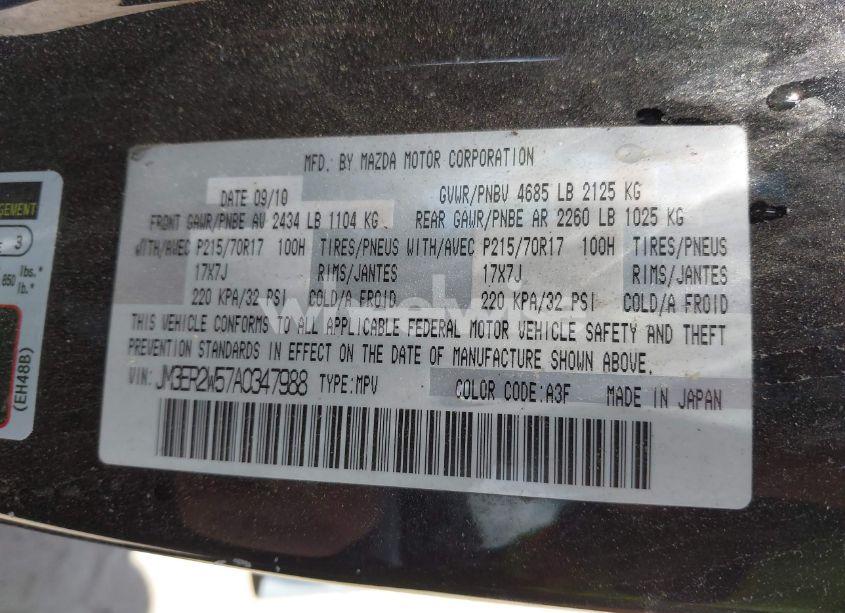 MFD. BY MAZDA MOTOR CORPORATION
DATE 09/10 GVWR/PNBV 4685 LB 2125 KG
FRONT GAWR/PNBE AV 2434 LB 1104 KG REAR GAWR/PNBE AR 2260 LB 1025 KG
WITH/AVEC P215/70R17 100H TIRES/PNEUS WITH/AVEC P215/70R17 100H TIRES/PNEUS
17X7J RIMS/JANTES 17X7J RIMS/JANTES
220 KPA/32 PSI COLD/A FROID 220 KPA/32 PSI COLD/A FROID
THIS VEHICLE CONFORMS TO ALL APPLICABLE FEDERAL MOTOR VEHICLE SAFETY AND THEFT
PREVENTION STANDARDS IN EFFECT ON THE DATE OF MANUFACTURE SHOWN ABOVE.
VIN: JM3ER2W57A0347988 TYPE:MPV COLOR CODE:A3F MADE IN JAPAN
3
850 lbs.*
lb.*
(EH48B)